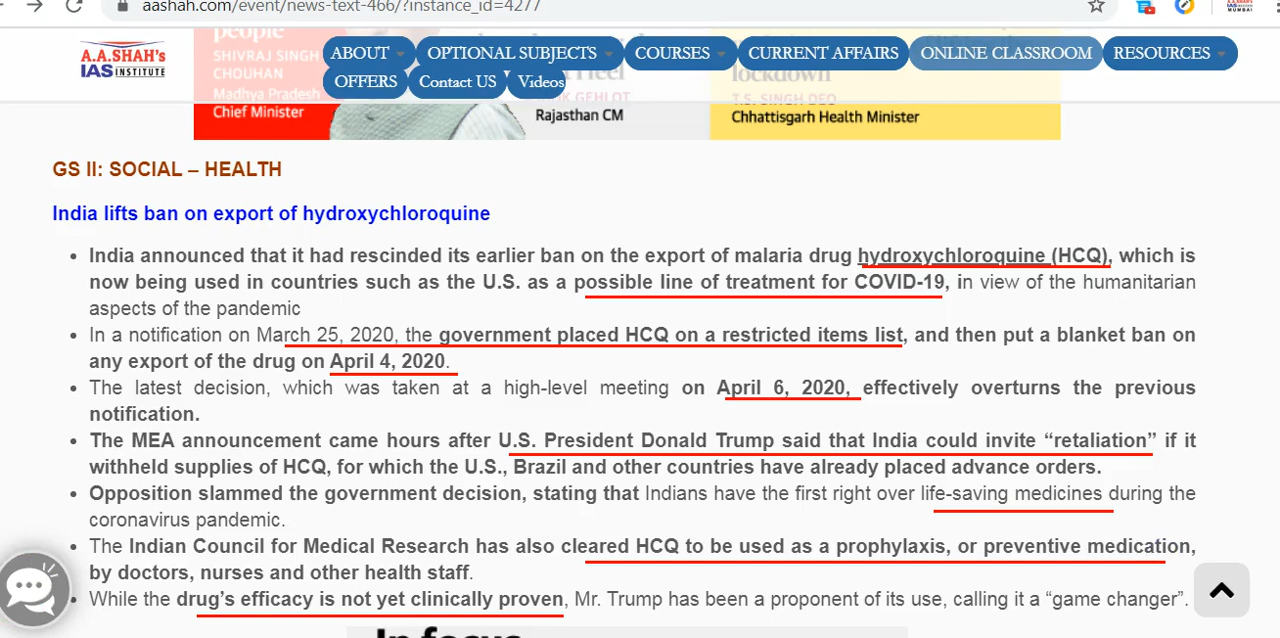 aashah.com/event/news-text-466/?instance_id=4277
A.A.SHAH's
IAS INSTITUTE
ABOUT OPTIONAL SUBJECTS COURSES CURRENT AFFAIRS ONLINE CLASSROOM RESOURCES
OFFERS Contact US Videos
people
SHIVRAJ SINGH
CHOUHAN
Madhya Pradesh
Chief Minister
GEHLOT
Rajasthan CM
lockdown
T.S. SINGH DEO
Chhattisgarh Health Minister
GS II: SOCIAL – HEALTH
India lifts ban on export of hydroxychloroquine
• India announced that it had rescinded its earlier ban on the export of malaria drug hydroxychloroquine (HCQ), which is
now being used in countries such as the U.S. as a possible line of treatment for COVID-19, in view of the humanitarian
aspects of the pandemic
• In a notification on March 25, 2020, the government placed HCQ on a restricted items list, and then put a blanket ban on
any export of the drug on April 4, 2020.
• The latest decision, which was taken at a high-level meeting on April 6, 2020, effectively overturns the previous
notification.
• The MEA announcement came hours after U.S. President Donald Trump said that India could invite “retaliation” if it
withheld supplies of HCQ, for which the U.S., Brazil and other countries have already placed advance orders.
• Opposition slammed the government decision, stating that Indians have the first right over life-saving medicines during the
coronavirus pandemic.
• The Indian Council for Medical Research has also cleared HCQ to be used as a prophylaxis, or preventive medication,
by doctors, nurses and other health staff.
• While the drug’s efficacy is not yet clinically proven, Mr. Trump has been a proponent of its use, calling it a “game changer”.
In focus